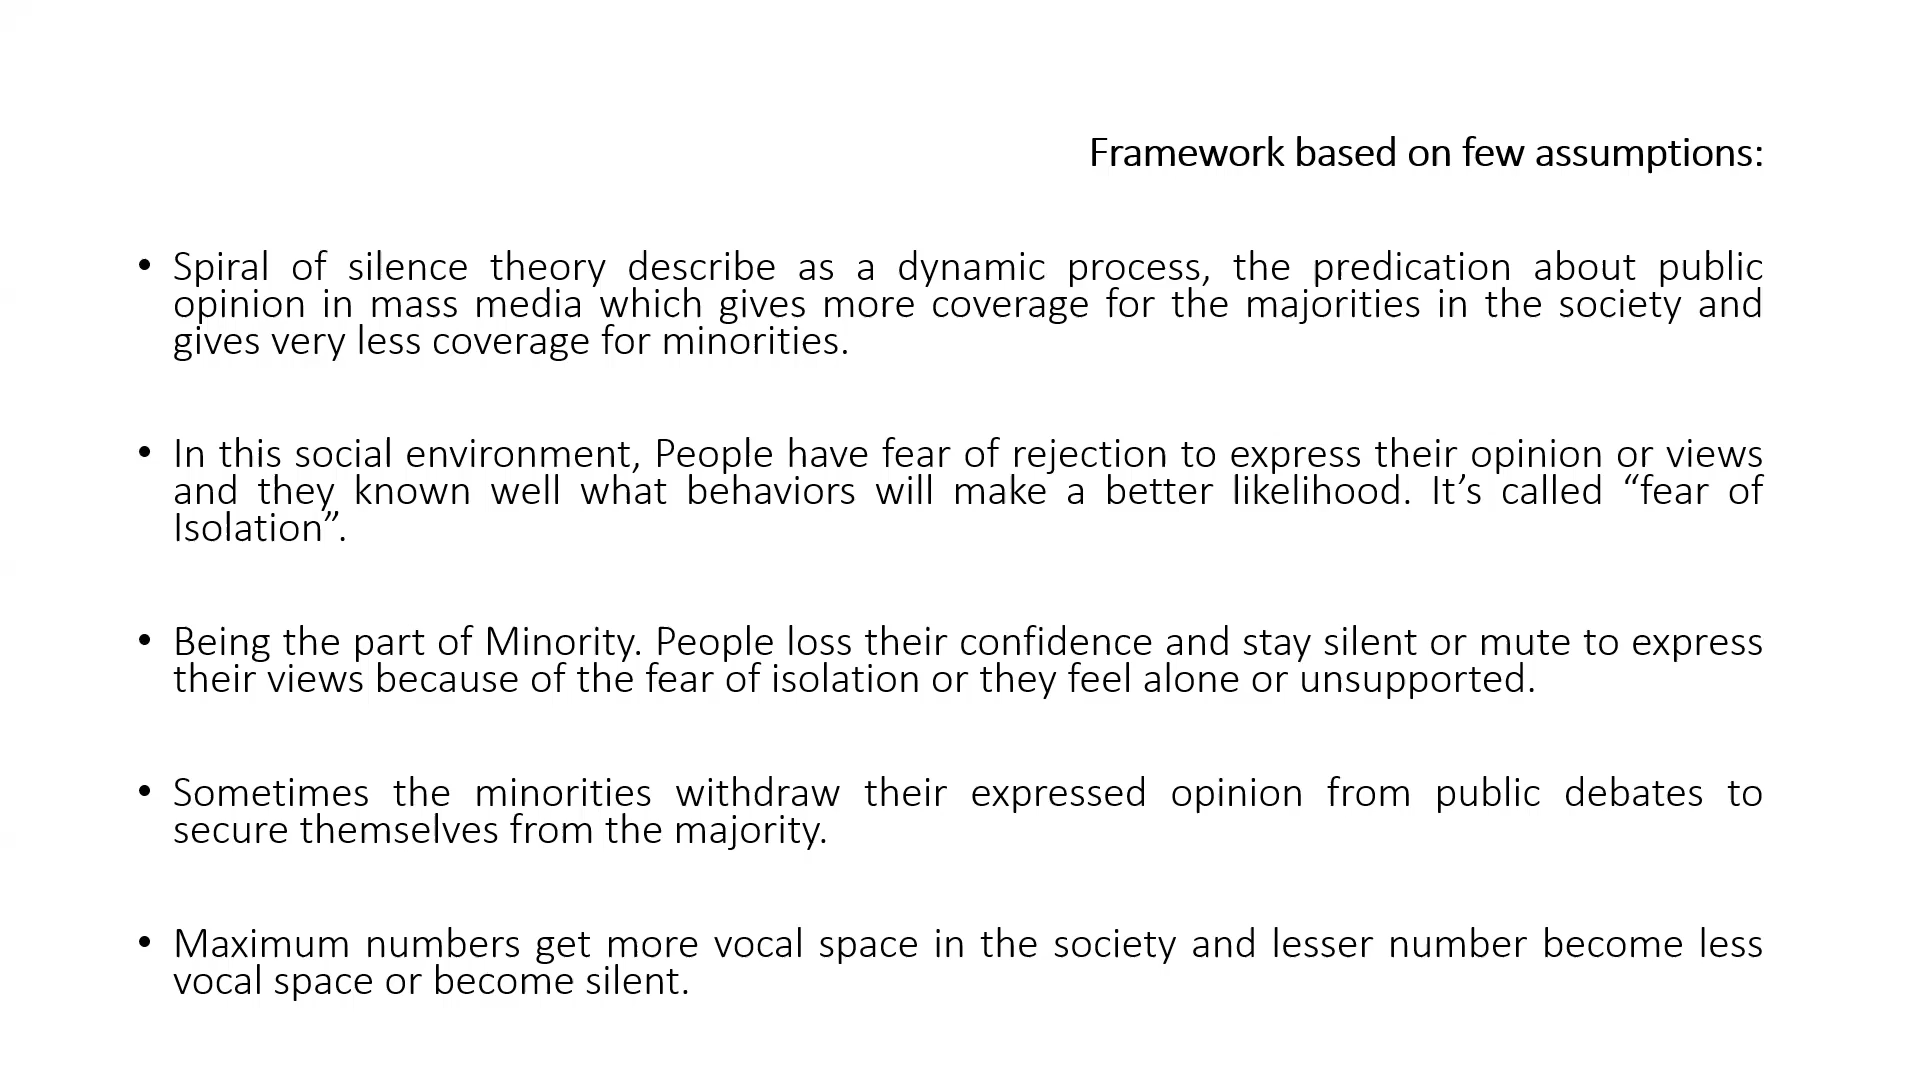 Framework based on few assumptions:
• Spiral of silence theory describe as a dynamic process, the predication about public
opinion in mass media which gives more coverage for the majorities in the society and
gives very less coverage for minorities.
• In this social environment, People have fear of rejection to express their opinion or views
and they known well what behaviors will make a better likelihood. It’s called “fear of
Isolation”.
• Being the part of Minority. People loss their confidence and stay silent or mute to express
their views because of the fear of isolation or they feel alone or unsupported.
• Sometimes the minorities withdraw their expressed opinion from public debates to
secure themselves from the majority.
• Maximum numbers get more vocal space in the society and lesser number become less
vocal space or become silent.